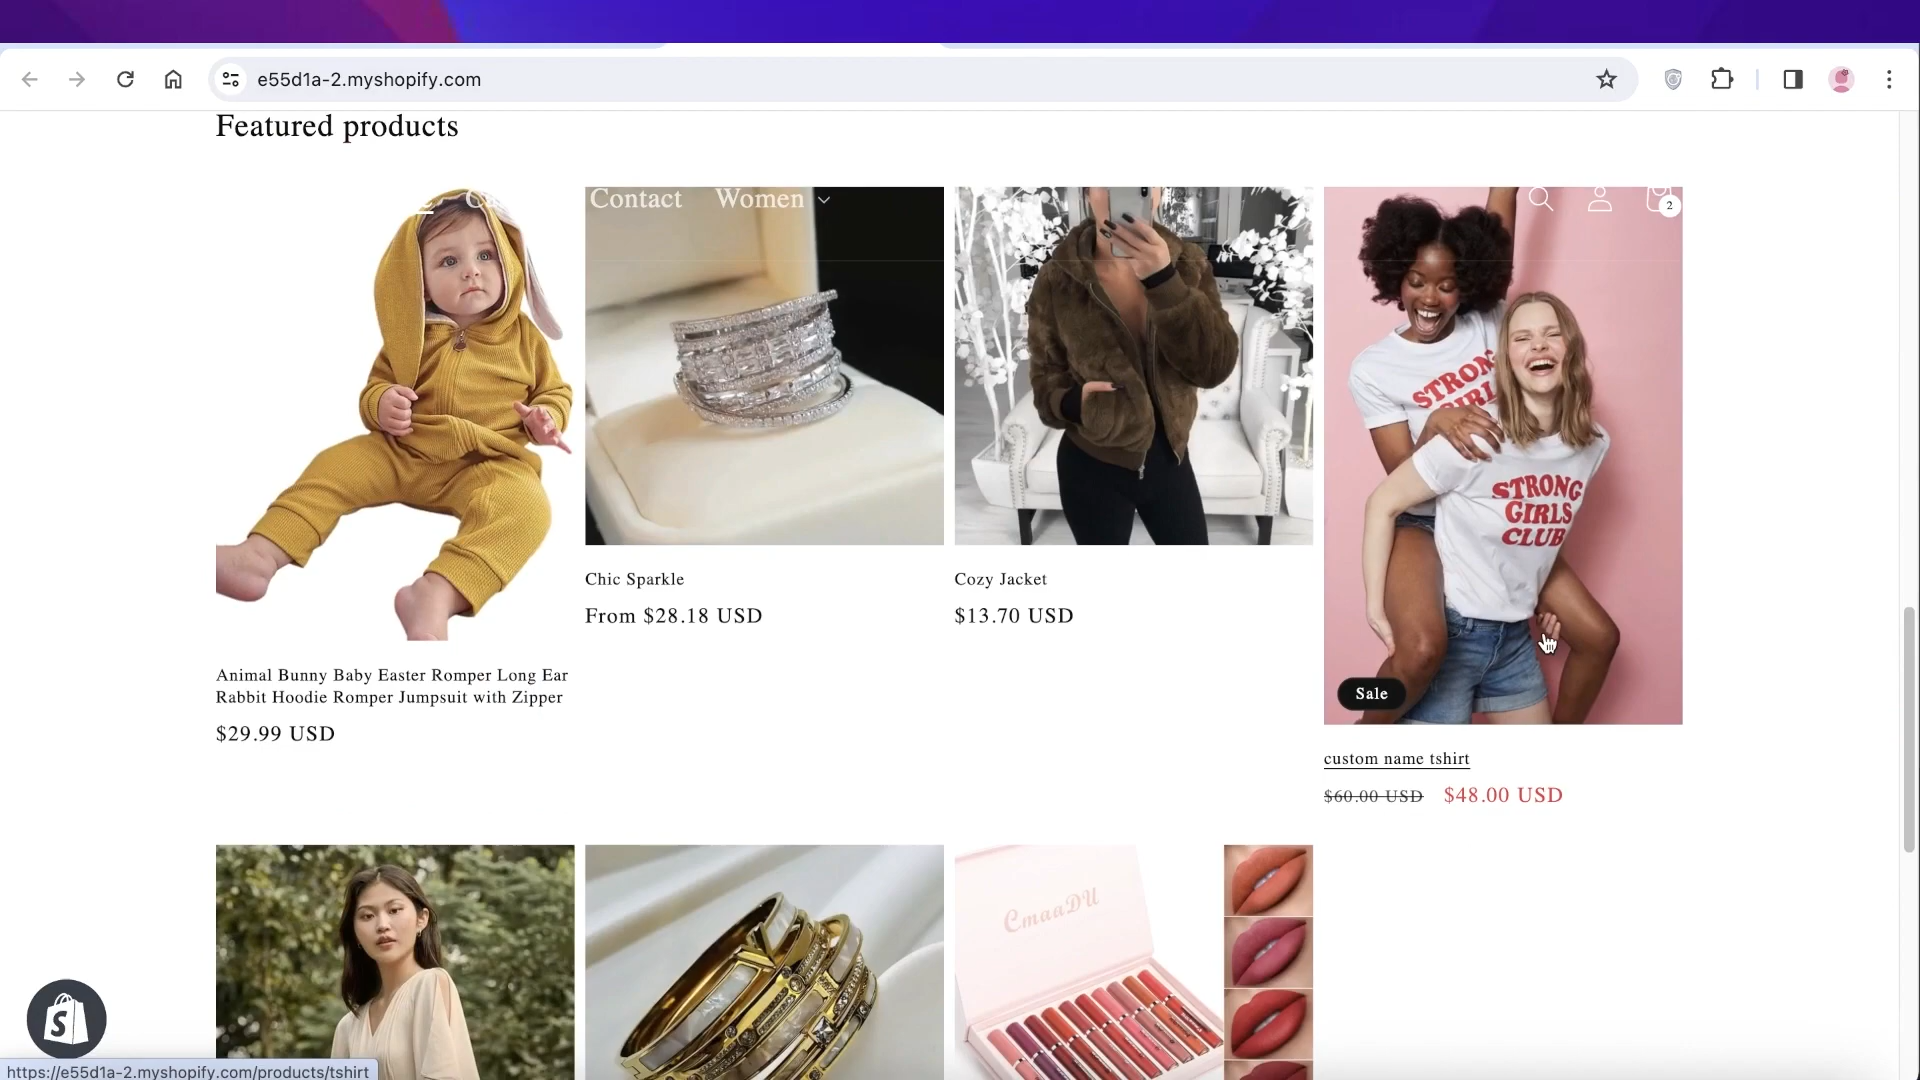 e55d1a-2.myshopify.com
Featured products
Contact Women
2
STRONG
STRONG
GIRLS
CLUB
Sale
Chic Sparkle
From $28.18 USD
Cozy Jacket
$13.70 USD
Animal Bunny Baby Easter Romper Long Ear
Rabbit Hoodie Romper Jumpsuit with Zipper
$29.99 USD
custom name tshirt
$60.00 USD $48.00 USD
CmaaDU
S
https://e55d1a-2.myshopify.com/products/tshirt